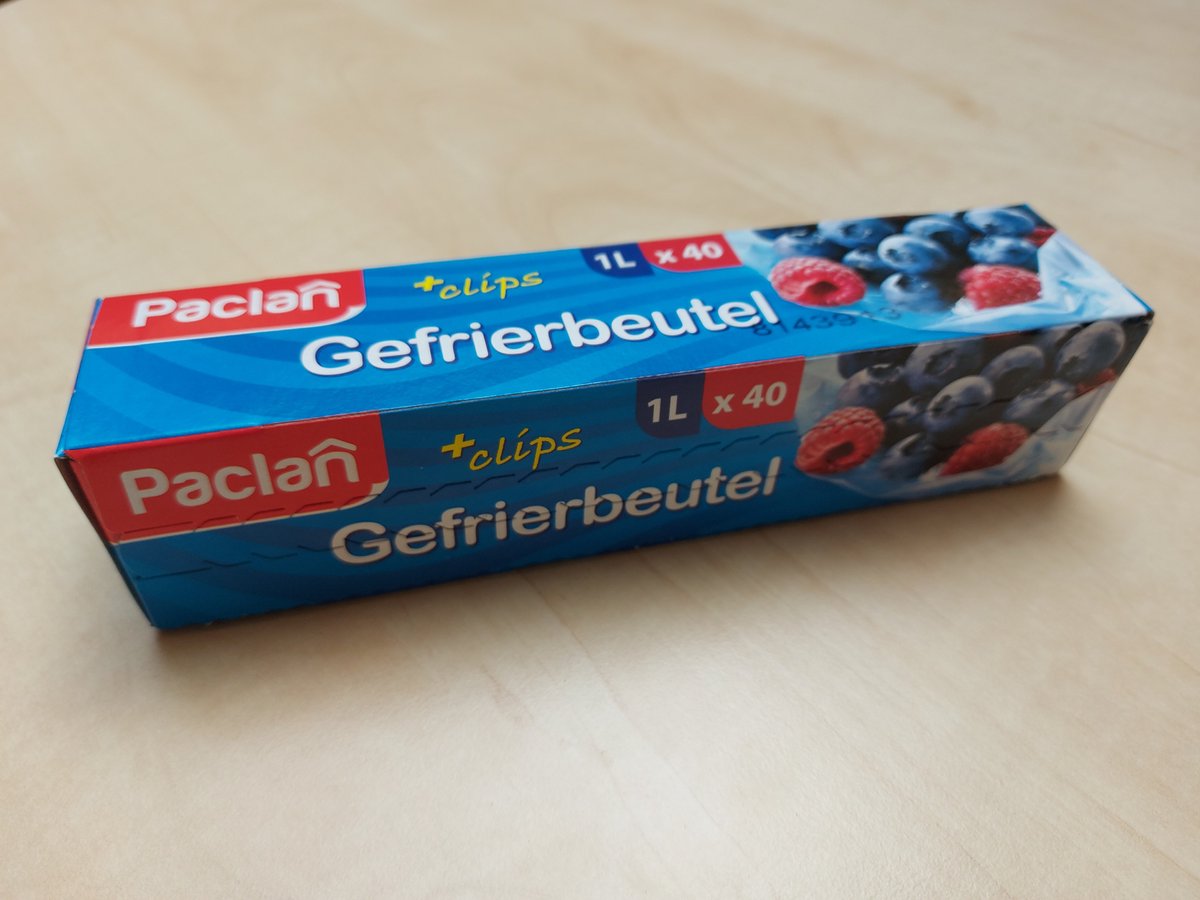 Paclan
+clips
1L x 40
Gefrierbeutel
Paclan
+clips
1L x 40
Gefrierbeutel